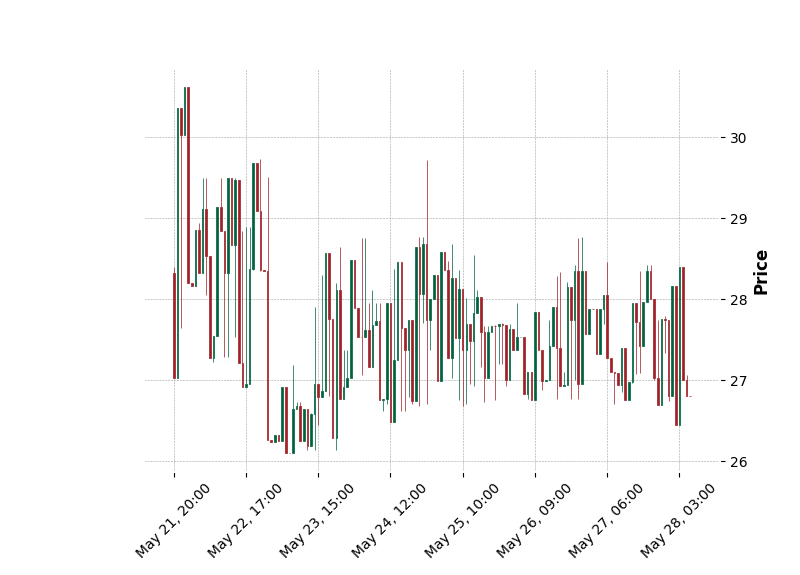 30
29
28
27
26
Price
May 21, 20:00
May 22, 17:00
May 23, 15:00
May 24, 12:00
May 25, 10:00
May 26, 09:00
May 27, 06:00
May 28, 03:00